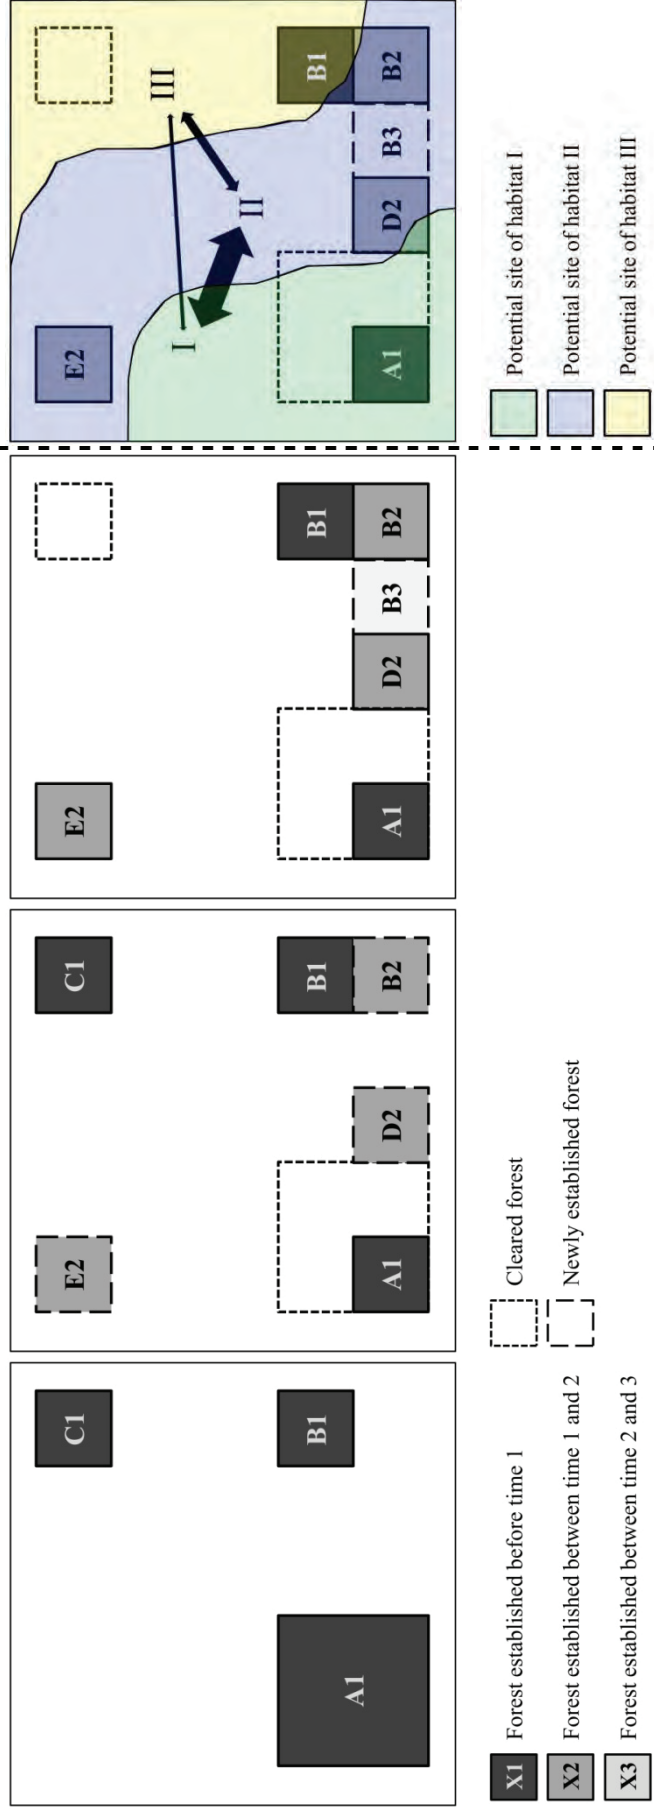 A1
B1
C1
A1
B1
B2
C1
D2
E2
A1
B1
B2
B3
D2
E2
A1
B1
B2
B3
D2
E2
I
II
III
X1 Forest established before time 1
X2 Forest established between time 1 and 2
X3 Forest established between time 2 and 3
Cleared forest
Newly established forest
Potential site of habitat I
Potential site of habitat II
Potential site of habitat III